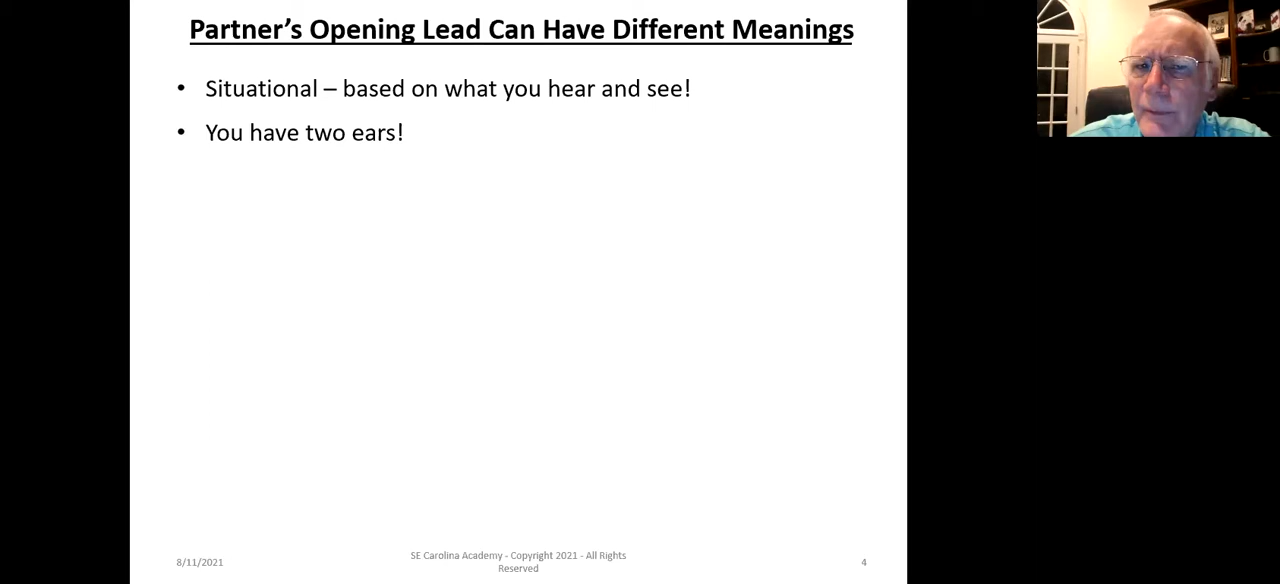 Partner's Opening Lead Can Have Different Meanings
• Situational – based on what you hear and see!
• You have two ears!
8/11/2021
SE Carolina Academy - Copyright 2021 - All Rights
Reserved
4